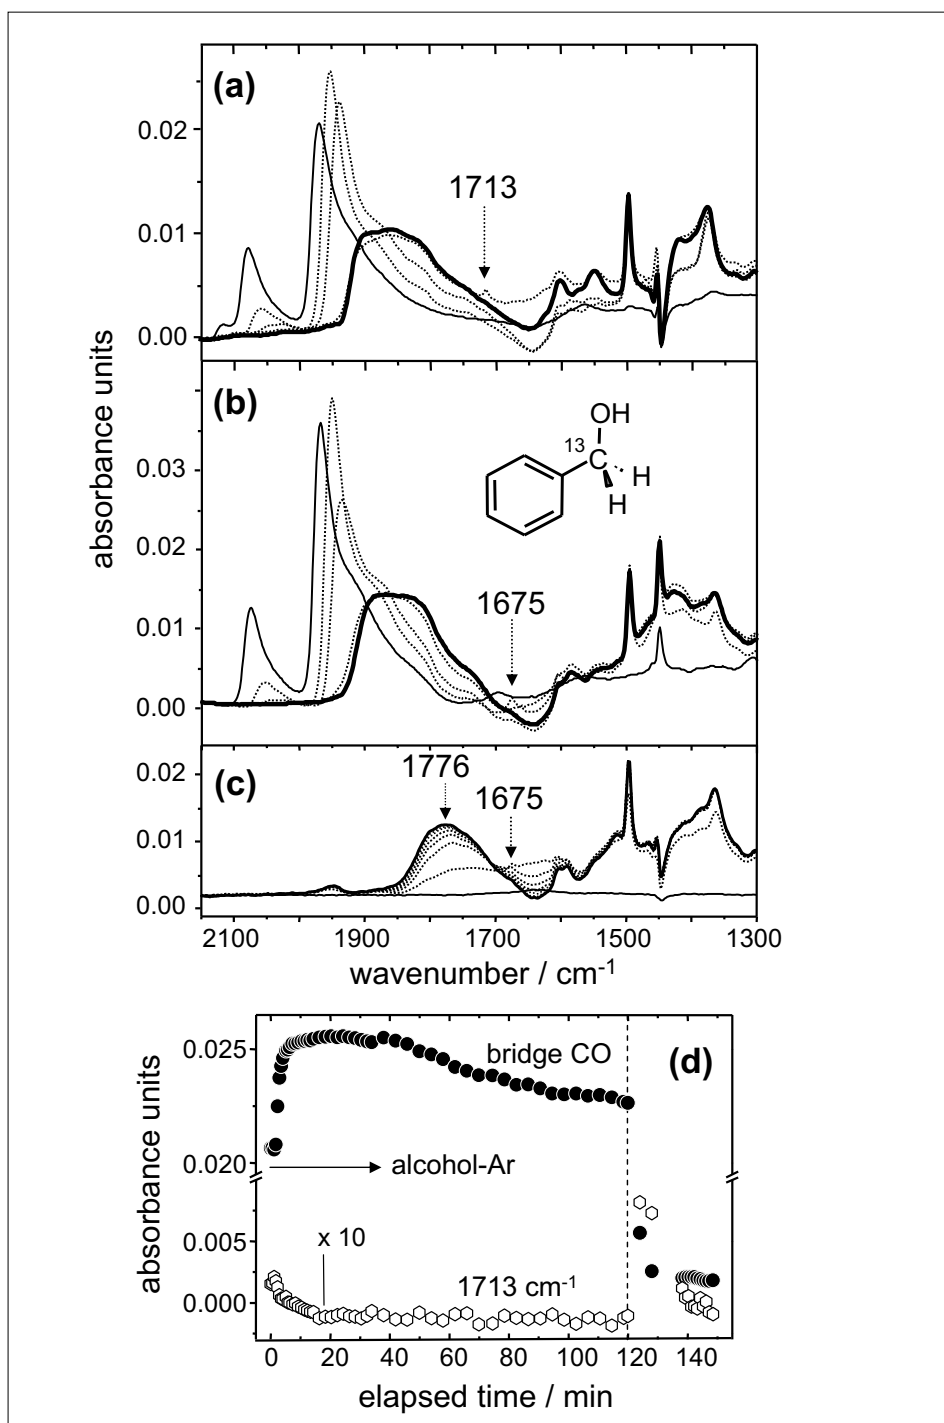 (a)
1713
0.02
0.01
0.00
absorbance units
(b)
OH
13
C
H
H
1675
0.03
0.02
0.01
0.00
(c)
1776
1675
0.02
0.01
0.00
2100 1900 1700 1500 1300
wavenumber / cm-1
(d)
bridge CO
0.025
0.020
alcohol-Ar
absorbance units
x 10
0.005
1713 cm-1
0.000
0 20 40 60 80 100 120 140
elapsed time / min